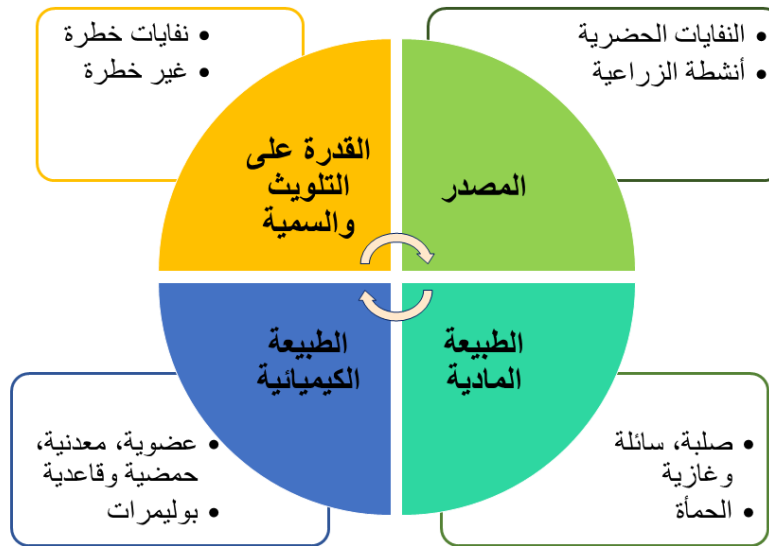 النفايات الحضرية
أنشطة الزراعية
المصدر
نفايات خطرة
غير خطرة
القدرة على
التلويث
والسمية
الطبيعة
المادية
صلبة، سائلة
وغازية
الحمأة
الطبيعة
الكيميائية
عضوية، معدنية،
حمضية وقاعدية
بوليمرات